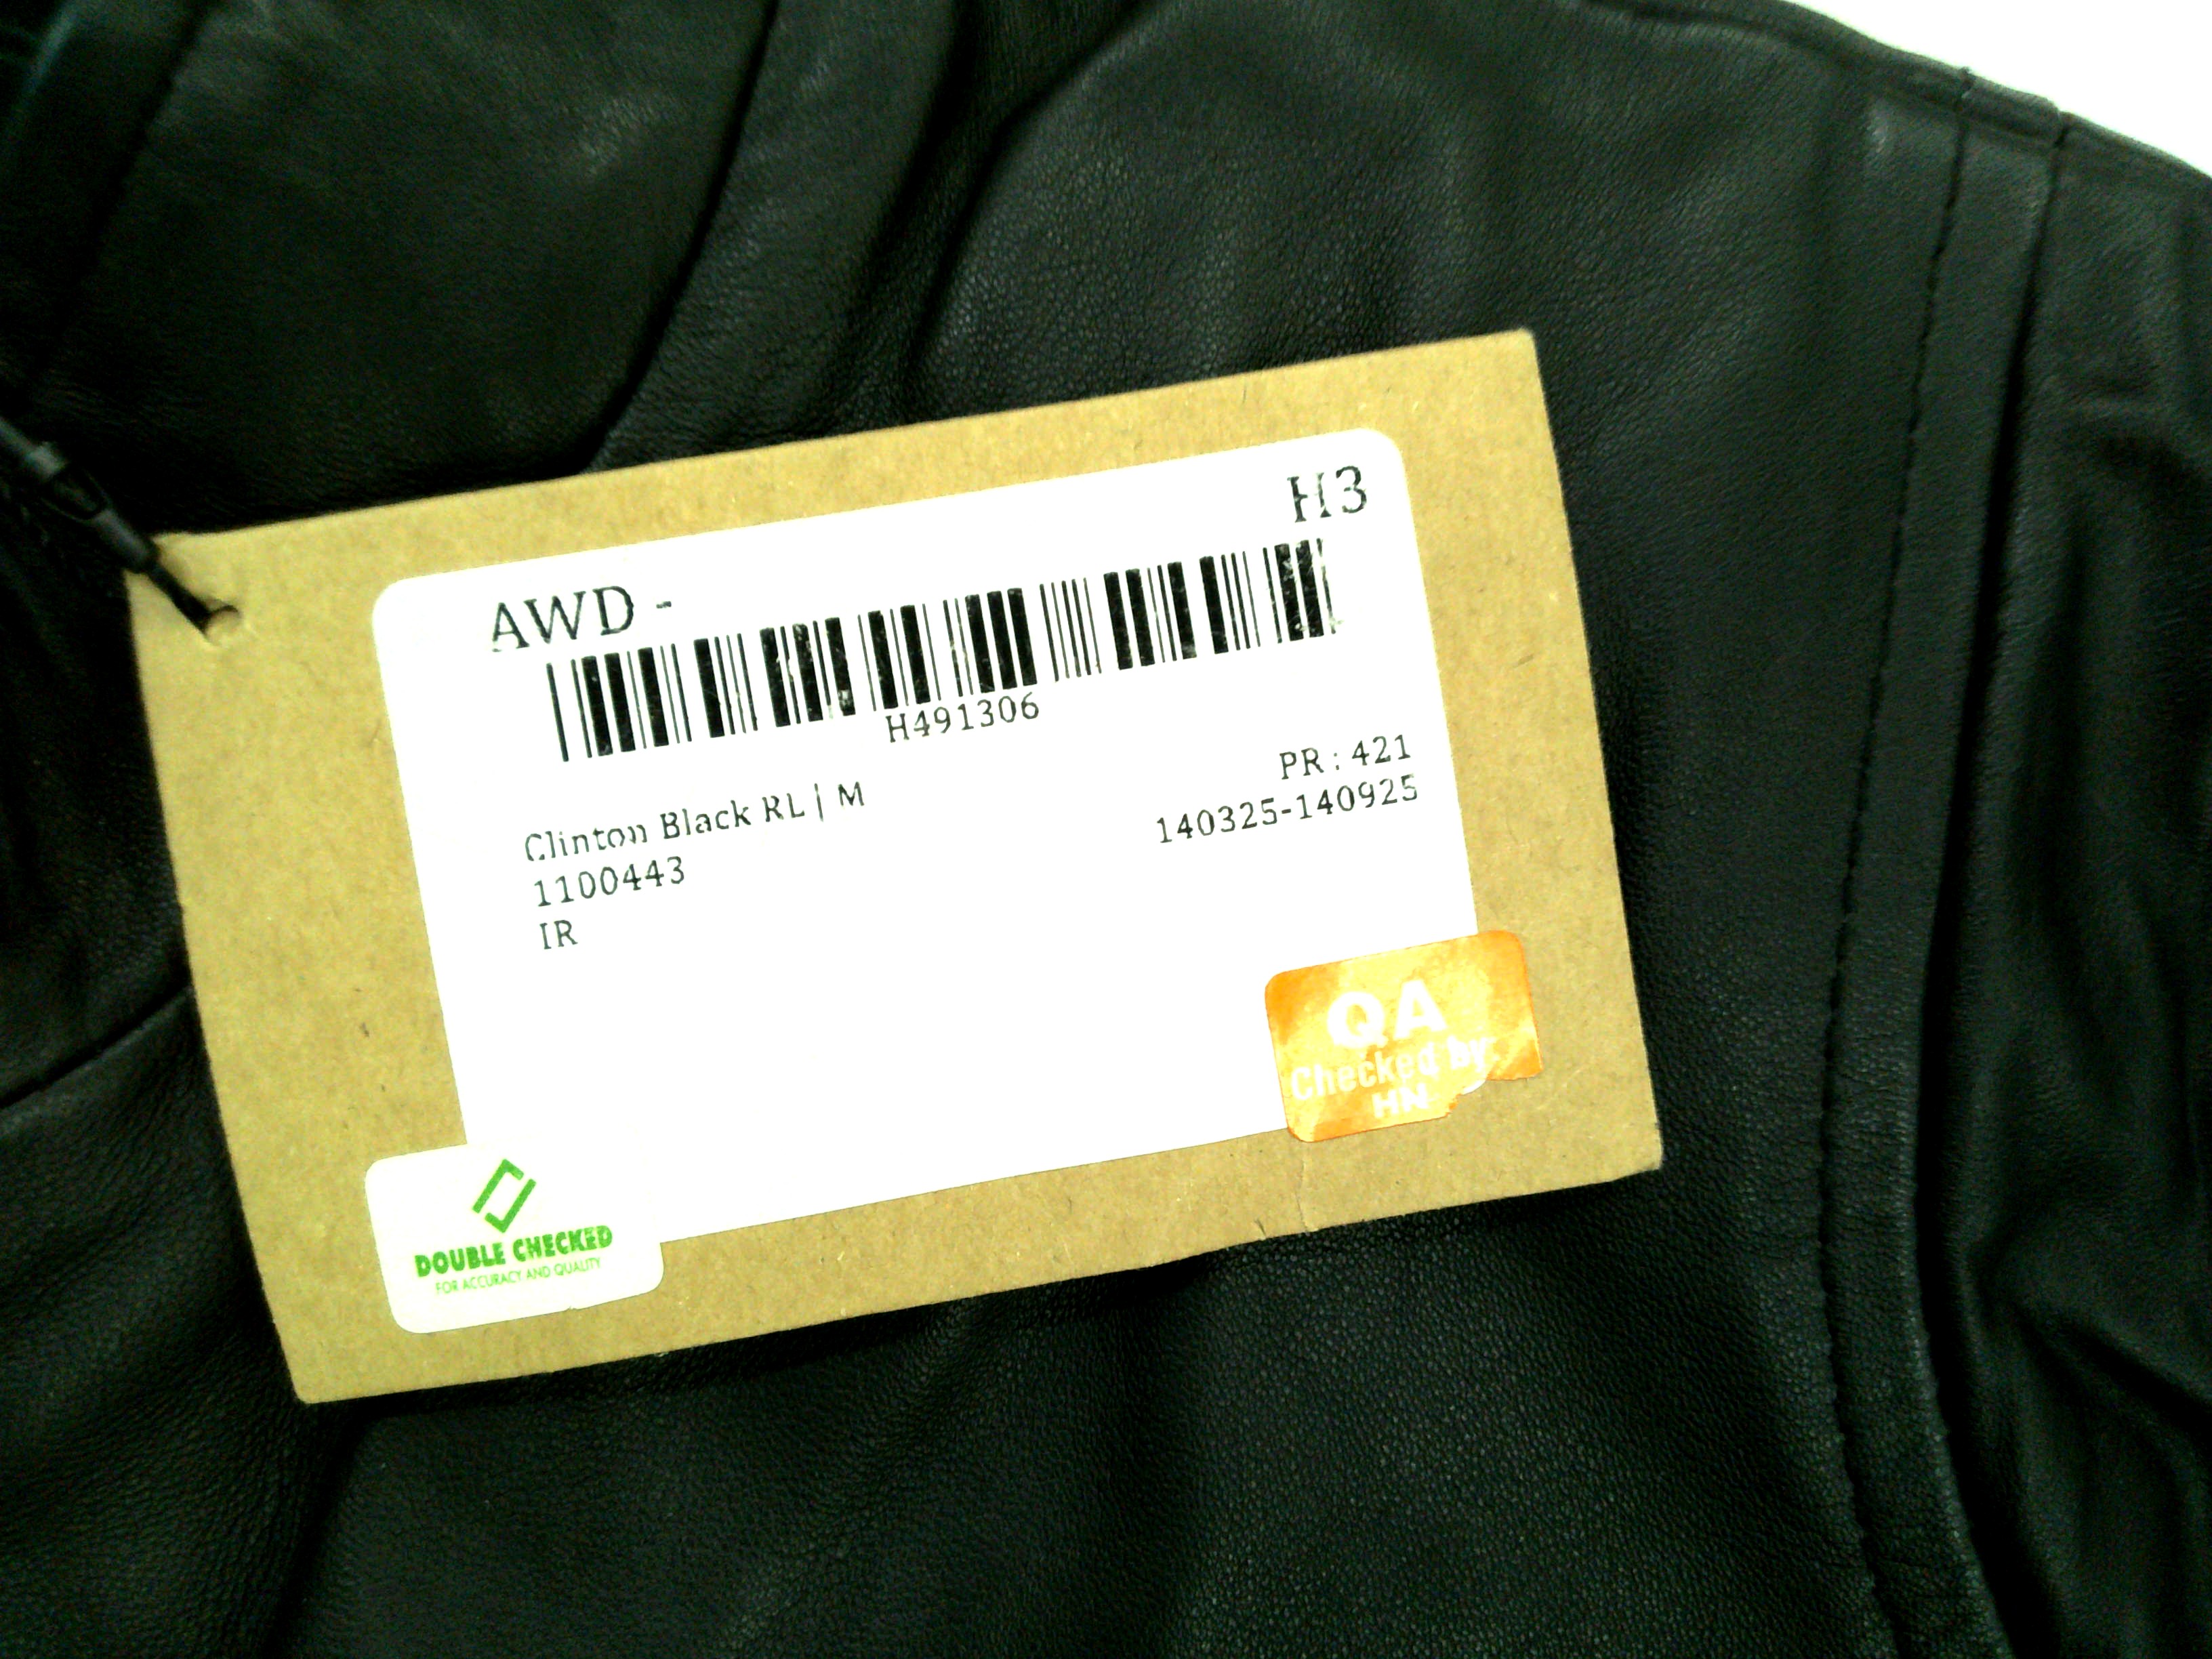 H3
AWD -
H491306
PR : 421
140325-140925
Clinton Black RL | M
1100443
IR
QA
Checked by:
HN
DOUBLE CHECKED
FOR ACCURACY AND QUALITY